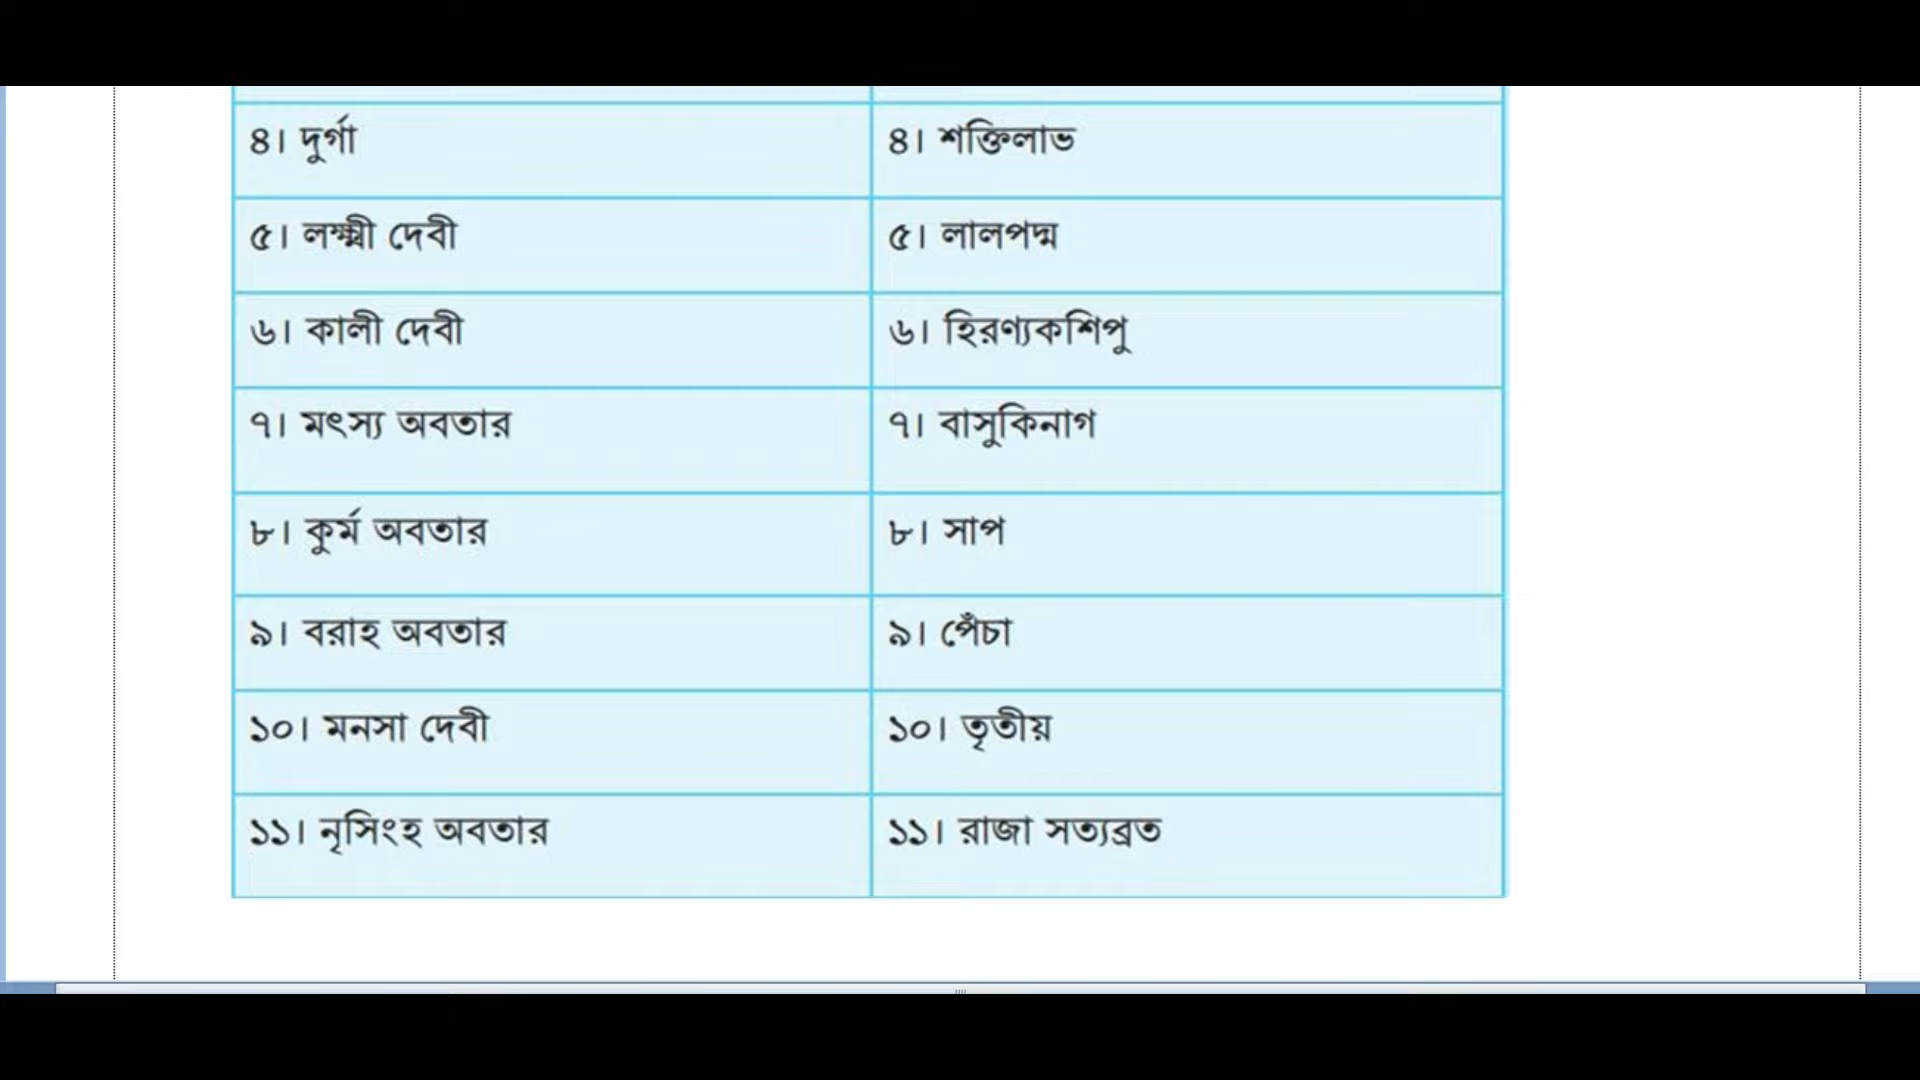 ৪। দুর্গা ৪। শক্তিলাভ
৫। লক্ষ্মী দেবী ৫। লালপদ্ম
৬। কালী দেবী ৬। হিরণ্যকশিপু
৭। মৎস্য অবতার ৭। বাসুকিনাগ
৮। কুর্ম অবতার ৮। সাপ
৯। বরাহ অবতার ৯। পেঁচা
১০। মনসা দেবী ১০। তৃতীয়
১১। নৃসিংহ অবতার ১১। রাজা সত্যব্রত